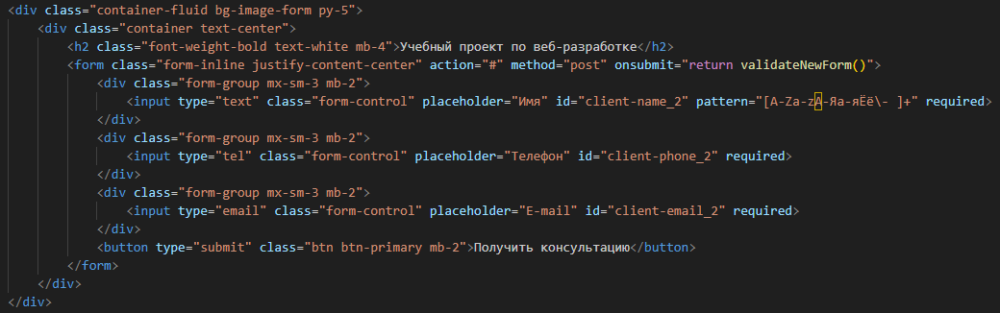 <div class="container-fluid bg-image-form py-5">
<div class="container text-center">
<h2 class="font-weight-bold text-white mb-4">Учебный проект по веб-разработке</h2>
<form class="form-inline justify-content-center" action="#" method="post" onsubmit="return validateNewForm()">
<div class="form-group mx-sm-3 mb-2">
<input type="text" class="form-control" placeholder="Имя" id="client-name_2" pattern="[A-Za-zА-Яа-яЁё\- ]+" required>
</div>
<div class="form-group mx-sm-3 mb-2">
<input type="tel" class="form-control" placeholder="Телефон" id="client-phone_2" required>
</div>
<div class="form-group mx-sm-3 mb-2">
<input type="email" class="form-control" placeholder="E-mail" id="client-email_2" required>
</div>
<button type="submit" class="btn btn-primary mb-2">Получить консультацию</button>
</form>
</div>
</div>